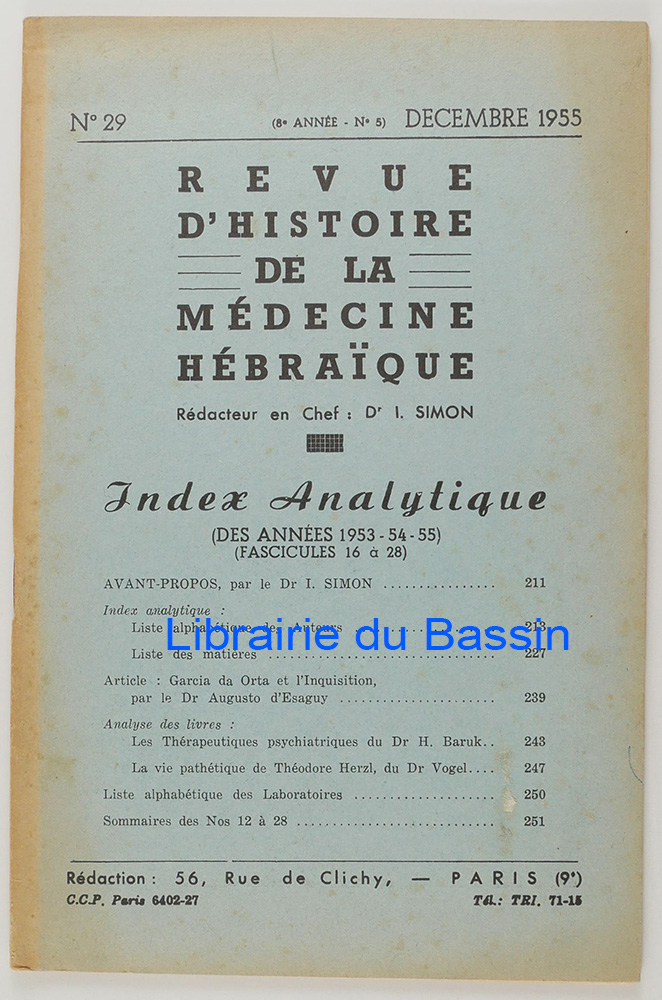 N° 29 (8e ANNÉE - N° 5) DECEMBRE 1955
REVUE
D'HISTOIRE
DE LA
MÉDECINE
HÉBRAÏQUE
Rédacteur en Chef : Dr I. SIMON
Index Analytique
(DES ANNÉES 1953-54-55)
(FASCICULES 16 à 28)
AVANT-PROPOS, par le Dr I. SIMON ................ 211
Index analytique :
Liste alphabétique des Auteurs ................ 213
Librairie du Bassin
Liste des matières ................ 227
Article : Garcia da Orta et l'Inquisition,
par le Dr Augusto d'Esaguy ................ 239
Analyse des livres :
Les Thérapeutiques psychiatriques du Dr H. Baruk.. 243
La vie pathétique de Théodore Herzl, du Dr Vogel.... 247
Liste alphabétique des Laboratoires ................ 250
Sommaires des Nos 12 à 28 ................ 251
Rédaction : 56, Rue de Clichy, — PARIS (9e)
C.C.P. Paris 6402-27 Tél.: TRI. 71-15